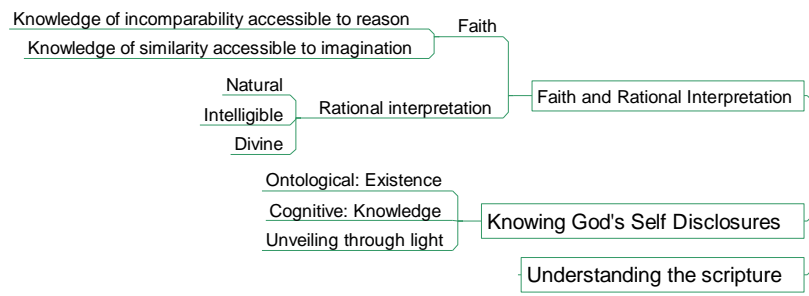 Knowledge of incomparability accessible to reason
Knowledge of similarity accessible to imagination
Faith
Natural
Intelligible
Divine
Rational interpretation
Faith and Rational Interpretation
Ontological: Existence
Cognitive: Knowledge
Unveiling through light
Knowing God's Self Disclosures
Understanding the scripture